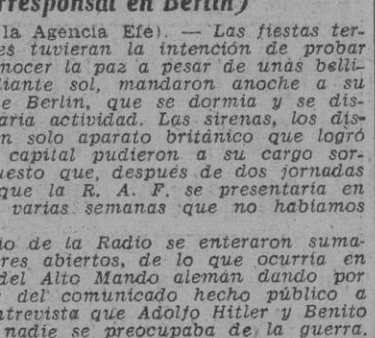 rresponsal en Berlín)
la Agencia Efe). — Las fiestas ter-
es tuvieran la intención de probar
nocer la paz a pesar de unas belli-
diante sol, mandaron anoche a su
e Berlín, que se dormía y se dis-
aria actividad. Las sirenas, los dis-
n solo aparato británico que logró
capital pudieron a su cargo sor-
uesto que, después de dos jornadas
que la R. A. F. se presentaría en
varias semanas que no habíamos
io de la Radio se enteraron suma-
res abiertos, de lo que ocurría en
del Alto Mando alemán dando por
del comunicado hecho público a
ntrevista que Adolfo Hitler y Benito
nadie se preocupaba de la guerra.